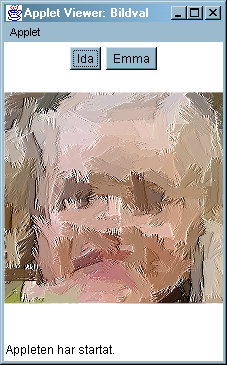 Applet Viewer: Bildval
Applet
Ida Emma
Appleten har startat.